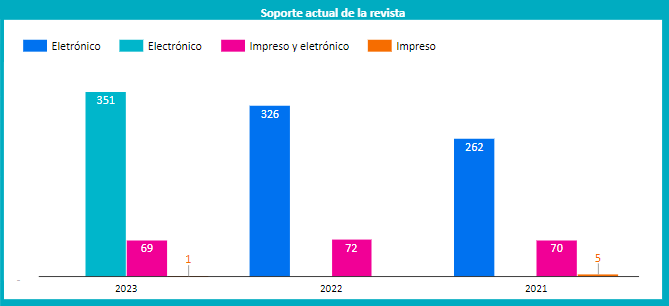 Soporte actual de la revista
Eletrónico Electrónico Impreso y eletrónico Impreso
351
326
262
69
1
72
70
5
2023 2022 2021